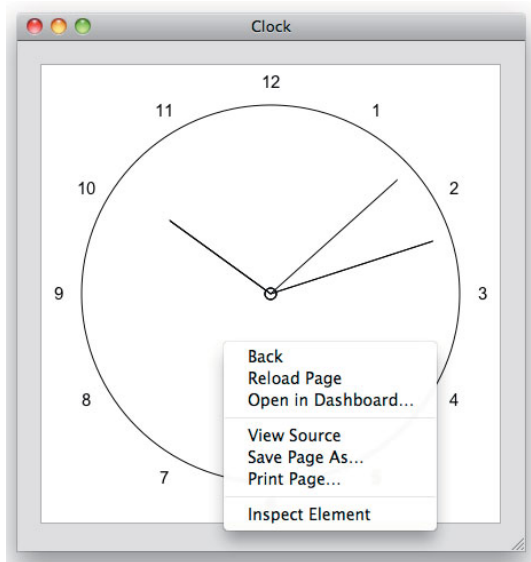 Clock
12
11
1
10
2
9
3
8
4
7
Back
Reload Page
Open in Dashboard...
View Source
Save Page As...
Print Page...
Inspect Element